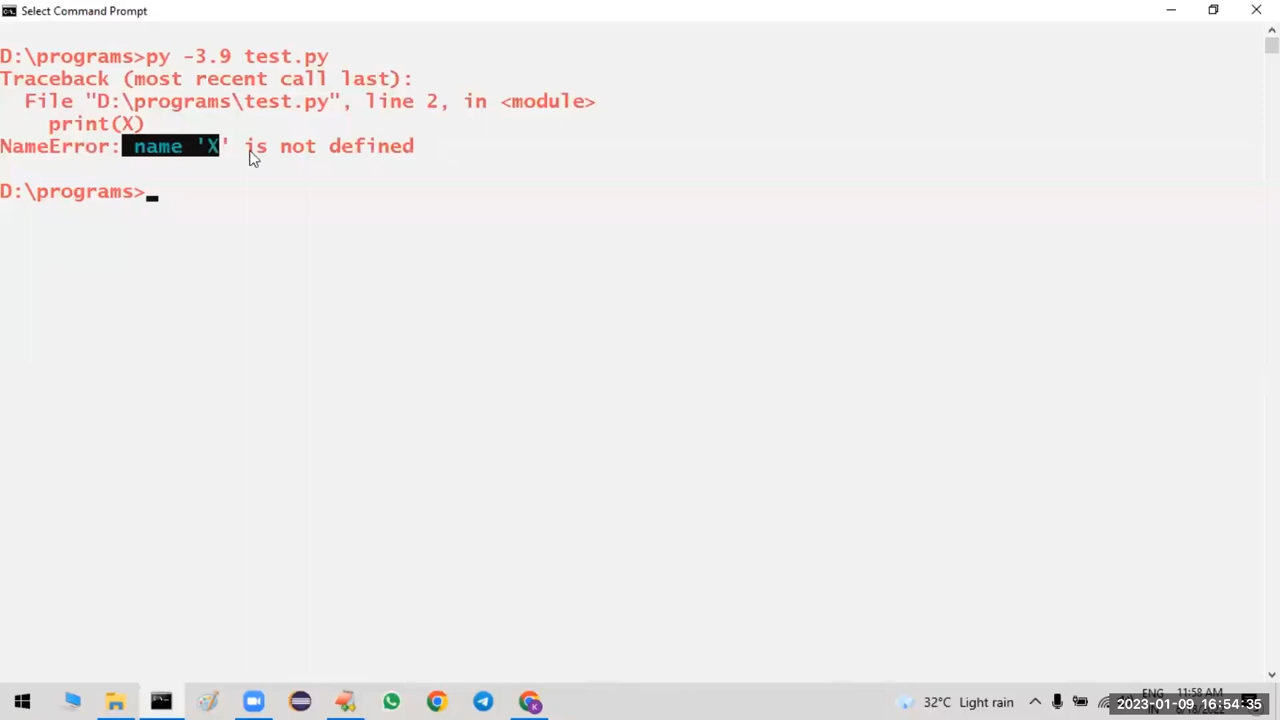 Select Command Prompt
D:\programs>py -3.9 test.py
Traceback (most recent call last):
  File "D:\programs\test.py", line 2, in <module>
    print(X)
NameError: name 'X' is not defined
D:\programs>
32°C Light rain
ENG
11:58 AM
IN
2023-01-09, 16:54:35